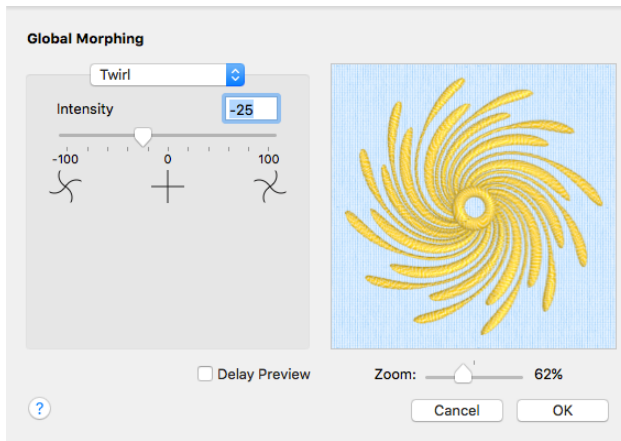 Global Morphing
Twirl
Intensity
-25
-100
0
100
Delay Preview
Zoom:
62%
?
Cancel
OK